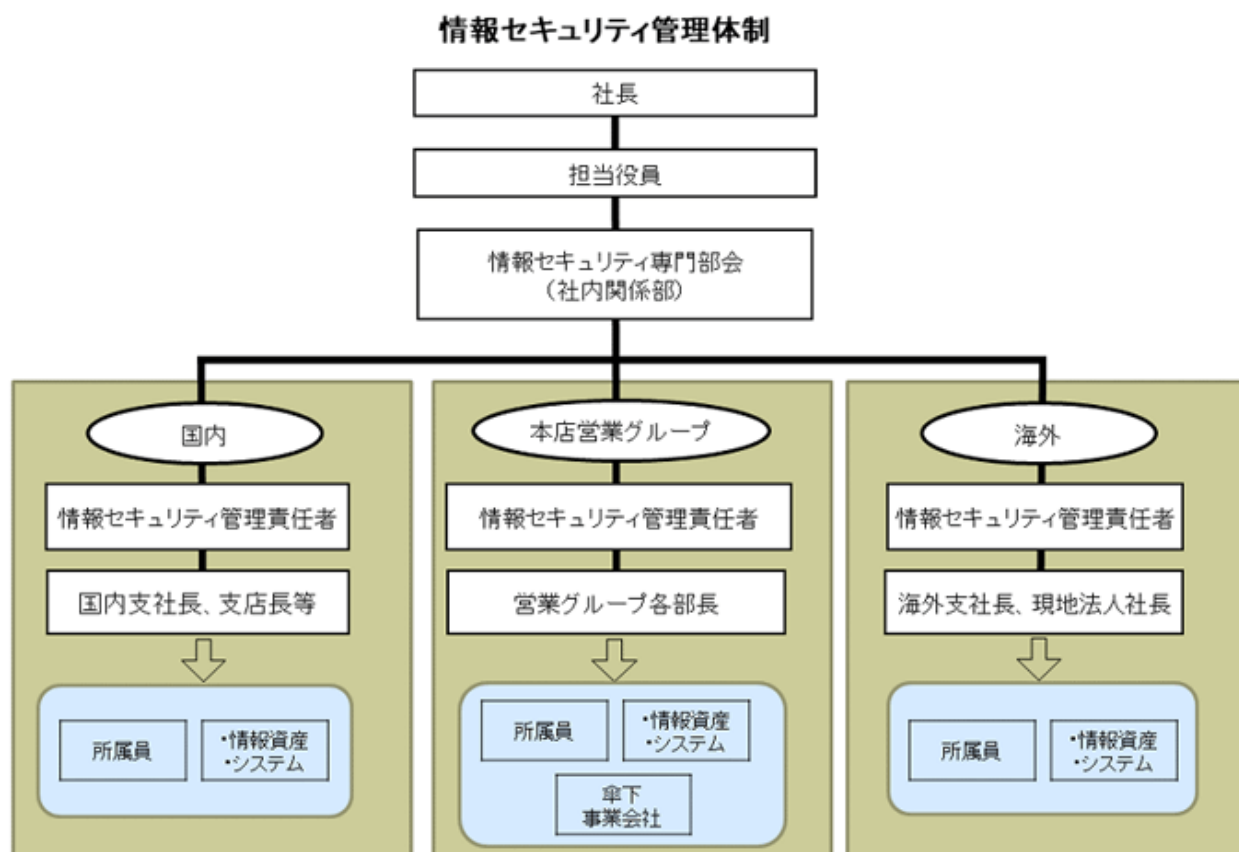 情報セキュリティ管理体制
社長
担当役員
情報セキュリティ専門部会
（社内関係部）
国内
本店営業グループ
海外
情報セキュリティ管理責任者
情報セキュリティ管理責任者
情報セキュリティ管理責任者
国内支社長、支店長等
営業グループ各部長
海外支社長、現地法人社長
所属員
・情報資産
・システム
所属員
・情報資産
・システム
傘下
事業会社
所属員
・情報資産
・システム